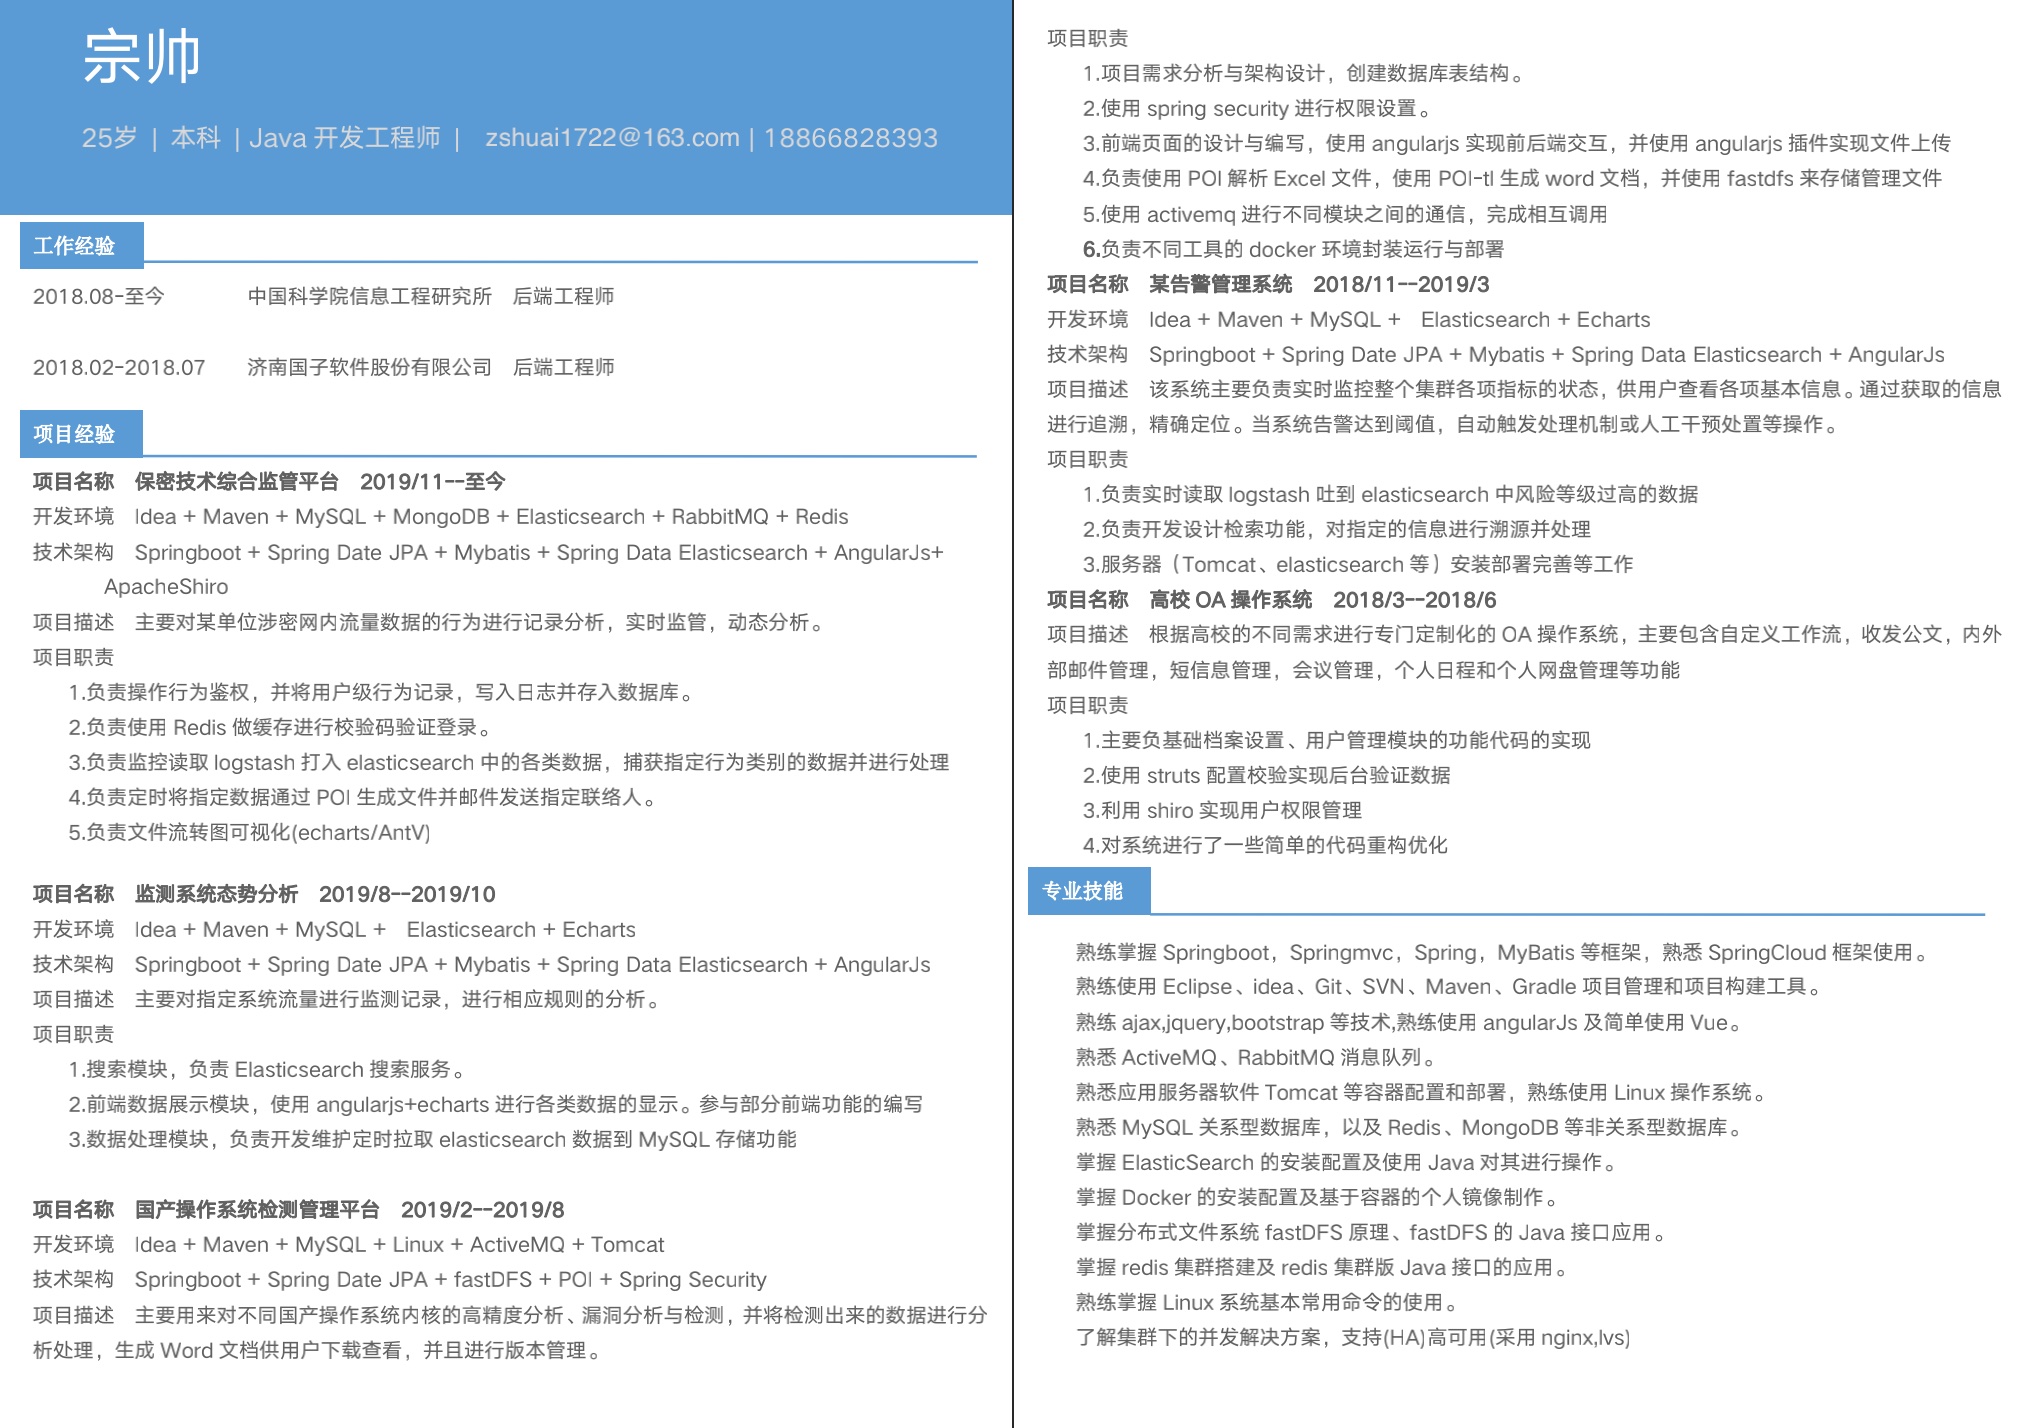 宗帅
25岁 | 本科 | Java 开发工程师 | zshuai1722@163.com | 18866828393
工作经验
2018.08-至今 中国科学院信息工程研究所 后端工程师
2018.02-2018.07 济南国子软件股份有限公司 后端工程师
项目经验
项目名称 保密技术综合监管平台 2019/11--至今
开发环境 Idea + Maven + MySQL + MongoDB + Elasticsearch + RabbitMQ + Redis
技术架构 Springboot + Spring Date JPA + Mybatis + Spring Data Elasticsearch + AngularJs+
ApacheShiro
项目描述 主要对某单位涉密网内流量数据的行为进行记录分析，实时监管，动态分析。
项目职责
1.负责操作行为鉴权，并将用户级行为记录，写入日志并存入数据库。
2.负责使用 Redis 做缓存进行校验码验证登录。
3.负责监控读取 logstash 打入 elasticsearch 中的各类数据，捕获指定行为类别的数据并进行处理
4.负责定时将指定数据通过 POI 生成文件并邮件发送指定联络人。
5.负责文件流转图可视化(echarts/AntV)
项目名称 监测系统态势分析 2019/8--2019/10
开发环境 Idea + Maven + MySQL + Elasticsearch + Echarts
技术架构 Springboot + Spring Date JPA + Mybatis + Spring Data Elasticsearch + AngularJs
项目描述 主要对指定系统流量进行监测记录，进行相应规则的分析。
项目职责
1.搜索模块，负责 Elasticsearch 搜索服务。
2.前端数据展示模块，使用 angularjs+echarts 进行各类数据的显示。参与部分前端功能的编写
3.数据处理模块，负责开发维护定时拉取 elasticsearch 数据到 MySQL 存储功能
项目名称 国产操作系统检测管理平台 2019/2--2019/8
开发环境 Idea + Maven + MySQL + Linux + ActiveMQ + Tomcat
技术架构 Springboot + Spring Date JPA + fastDFS + POI + Spring Security
项目描述 主要用来对不同国产操作系统内核的高精度分析、漏洞分析与检测，并将检测出来的数据进行分
析处理，生成 Word 文档供用户下载查看，并且进行版本管理。
项目职责
1.项目需求分析与架构设计，创建数据库表结构。
2.使用 spring security 进行权限设置。
3.前端页面的设计与编写，使用 angularjs 实现前后端交互，并使用 angularjs 插件实现文件上传
4.负责使用 POI 解析 Excel 文件，使用 POI-tl 生成 word 文档，并使用 fastdfs 来存储管理文件
5.使用 activemq 进行不同模块之间的通信，完成相互调用
6.负责不同工具的 docker 环境封装运行与部署
项目名称 某告警管理系统 2018/11--2019/3
开发环境 Idea + Maven + MySQL + Elasticsearch + Echarts
技术架构 Springboot + Spring Date JPA + Mybatis + Spring Data Elasticsearch + AngularJs
项目描述 该系统主要负责实时监控整个集群各项指标的状态，供用户查看各项基本信息。通过获取的信息
进行追溯，精确定位。当系统告警达到阈值，自动触发处理机制或人工干预处置等操作。
项目职责
1.负责实时读取 logstash 吐到 elasticsearch 中风险等级过高的数据
2.负责开发设计检索功能，对指定的信息进行溯源并处理
3.服务器（Tomcat、elasticsearch 等）安装部署完善等工作
项目名称 高校 OA 操作系统 2018/3--2018/6
项目描述 根据高校的不同需求进行专门定制化的 OA 操作系统，主要包含自定义工作流，收发公文，内外
部邮件管理，短信息管理，会议管理，个人日程和个人网盘管理等功能
项目职责
1.主要负基础档案设置、用户管理模块的功能代码的实现
2.使用 struts 配置校验实现后台验证数据
3.利用 shiro 实现用户权限管理
4.对系统进行了一些简单的代码重构优化
专业技能
熟练掌握 Springboot，Springmvc，Spring，MyBatis 等框架，熟悉 SpringCloud 框架使用。
熟练使用 Eclipse、idea、Git、SVN、Maven、Gradle 项目管理和项目构建工具。
熟练 ajax,jquery,bootstrap 等技术,熟练使用 angularJs 及简单使用 Vue。
熟悉 ActiveMQ、RabbitMQ 消息队列。
熟悉应用服务器软件 Tomcat 等容器配置和部署，熟练使用 Linux 操作系统。
熟悉 MySQL 关系型数据库，以及 Redis、MongoDB 等非关系型数据库。
掌握 ElasticSearch 的安装配置及使用 Java 对其进行操作。
掌握 Docker 的安装配置及基于容器的个人镜像制作。
掌握分布式文件系统 fastDFS 原理、fastDFS 的 Java 接口应用。
掌握 redis 集群搭建及 redis 集群版 Java 接口的应用。
熟练掌握 Linux 系统基本常用命令的使用。
了解集群下的并发解决方案，支持(HA)高可用(采用 nginx,lvs)